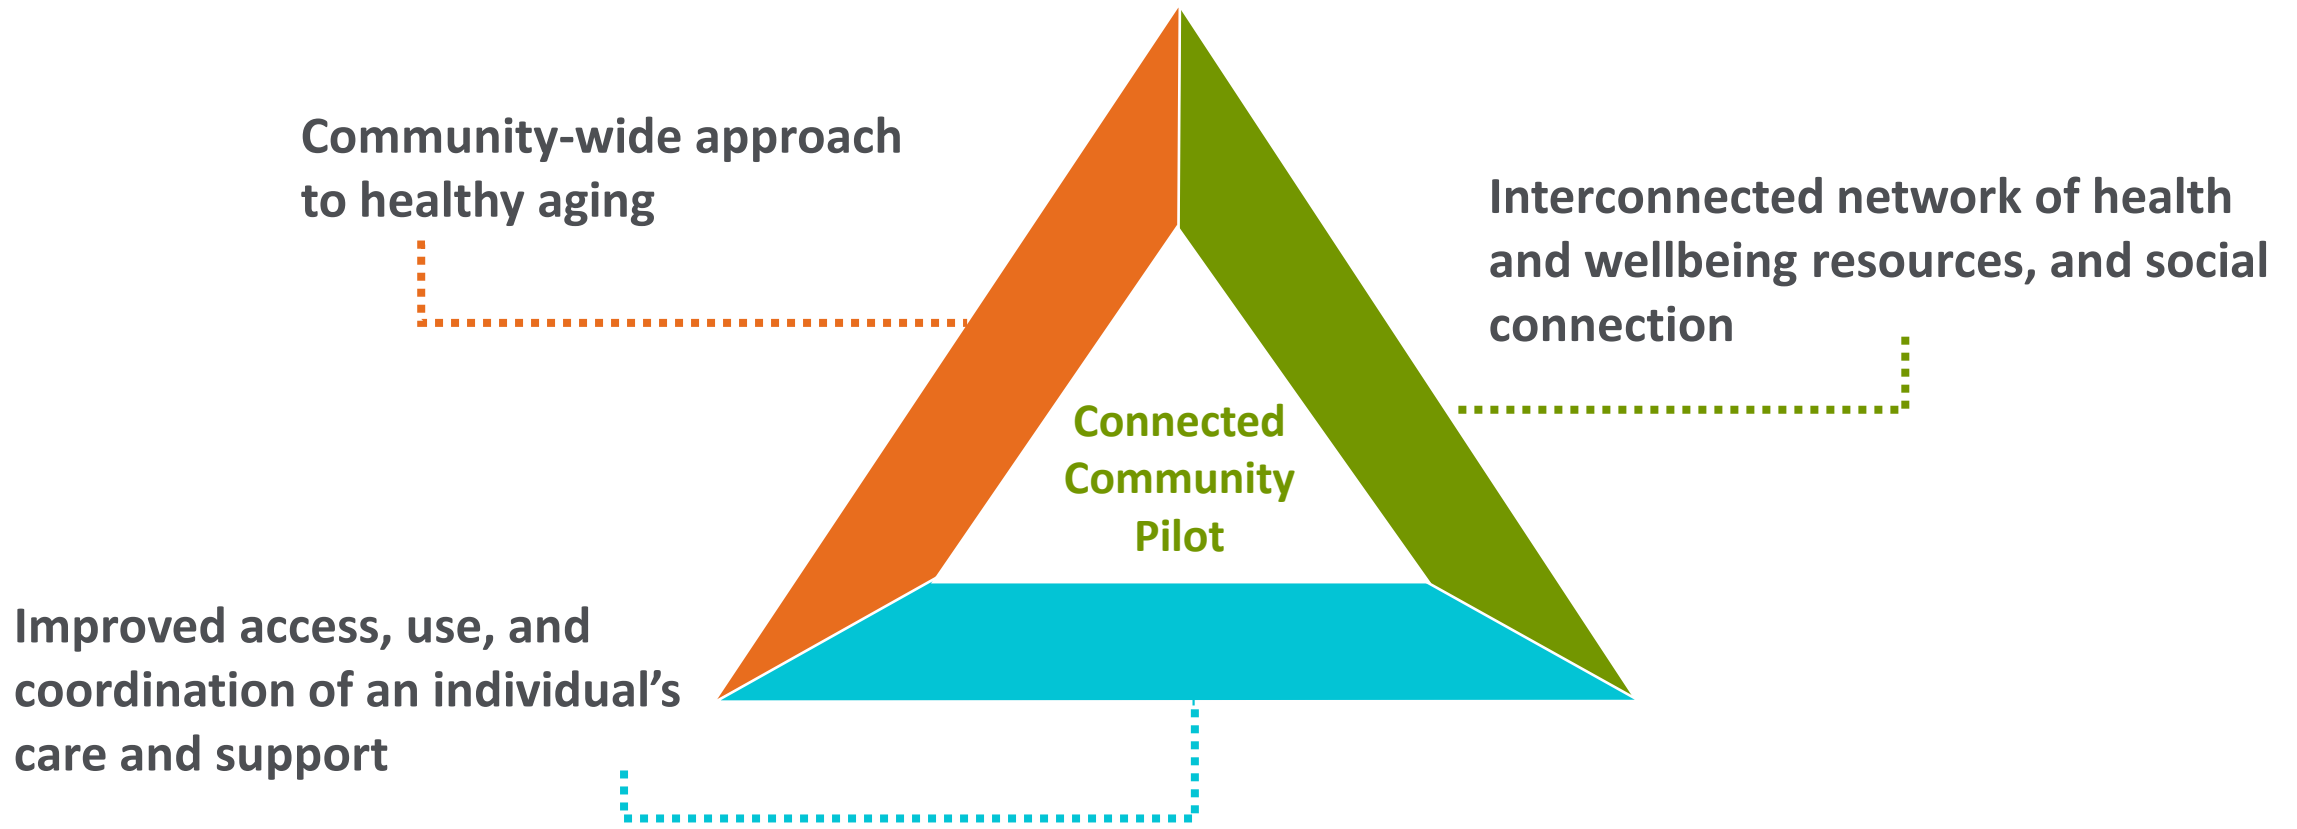 Community-wide approach
to healthy aging
Interconnected network of health
and wellbeing resources, and social
connection
Connected
Community
Pilot
Improved access, use, and
coordination of an individual’s
care and support